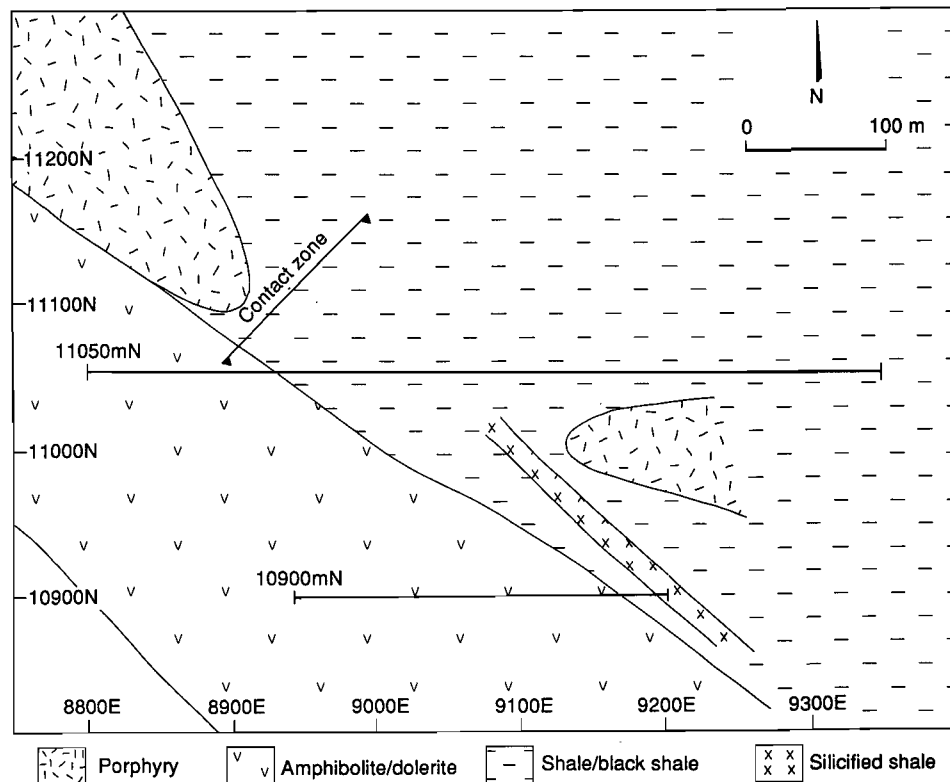 11200N
N
0 100 m
Contact zone
11100N
11050mN
11000N
10900mN
10900N
8800E 8900E 9000E 9100E 9200E 9300E
Porphyry Amphibolite/dolerite Shale/black shale Silicified shale